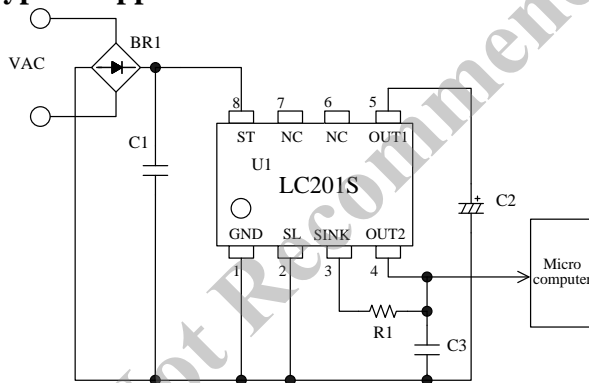 BR1
VAC
C1
8 7 6 5
ST NC NC OUT1
U1
LC201S
GND SL SINK OUT2
1 2 3 4
C2
Micro
computer
R1
C3
Not Recommen